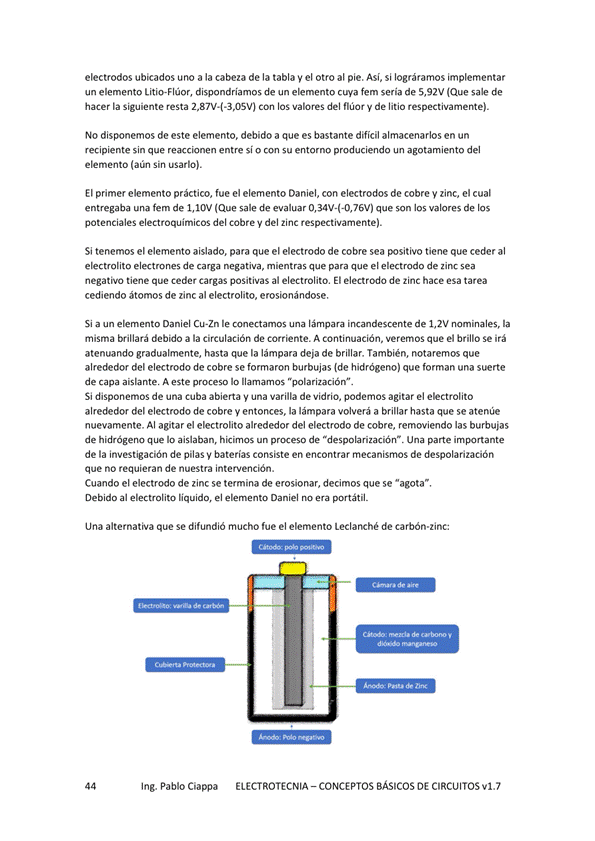 electrodos ubicados uno a la cabeza de la tabla y el otro al pie. Así, si lográramos implementar
un elemento Litio-Flúor, dispondríamos de un elemento cuya fem sería de 5,92V (Que sale de
hacer la siguiente resta 2,87V-(-3,05V) con los valores del flúor y de litio respectivamente).
No disponemos de este elemento, debido a que es bastante difícil almacenarlos en un
recipiente sin que reaccionen entre sí o con su entorno produciendo un agotamiento del
elemento (aún sin usarlo).
El primer elemento práctico, fue el elemento Daniel, con electrodos de cobre y zinc, el cual
entregaba una fem de 1,10V (Que sale de evaluar 0,34V-(-0,76V) que son los valores de los
potenciales electroquímicos del cobre y del zinc respectivamente).
Si tenemos el elemento aislado, para que el electrodo de cobre sea positivo tiene que ceder al
electrolito electrones de carga negativa, mientras que para que el electrodo de zinc sea
negativo tiene que ceder cargas positivas al electrolito. El electrodo de zinc hace esa tarea
cediendo átomos de zinc al electrolito, erosionándose.
Si a un elemento Daniel Cu-Zn le conectamos una lámpara incandescente de 1,2V nominales, la
misma brillará debido a la circulación de corriente. A continuación, veremos que el brillo se irá
atenuando gradualmente, hasta que la lámpara deja de brillar. También, notaremos que
alrededor del electrodo de cobre se formaron burbujas (de hidrógeno) que forman una suerte
de capa aislante. A este proceso lo llamamos “polarización”.
Si disponemos de una cuba abierta y una varilla de vidrio, podemos agitar el electrolito
alrededor del electrodo de cobre y entonces, la lámpara volverá a brillar hasta que se atenúe
nuevamente. Al agitar el electrolito alrededor del electrodo de cobre, removiendo las burbujas
de hidrógeno que lo aislaban, hicimos un proceso de “despolarización”. Una parte importante
de la investigación de pilas y baterías consiste en encontrar mecanismos de despolarización
que no requieran de nuestra intervención.
Cuando el electrodo de zinc se termina de erosionar, decimos que se “agota”.
Debido al electrolito líquido, el elemento Daniel no era portátil.
Una alternativa que se difundió mucho fue el elemento Leclanché de carbón-zinc:
Cátodo: polo positivo
Cámara de aire
Electrolito: varilla de carbón
Cátodo: mezcla de carbono y
dióxido manganeso
Cubierta Protectora
Ánodo: Pasta de Zinc
Ánodo: Polo negativo
44 Ing. Pablo Ciappa ELECTROTECNIA – CONCEPTOS BÁSICOS DE CIRCUITOS v1.7